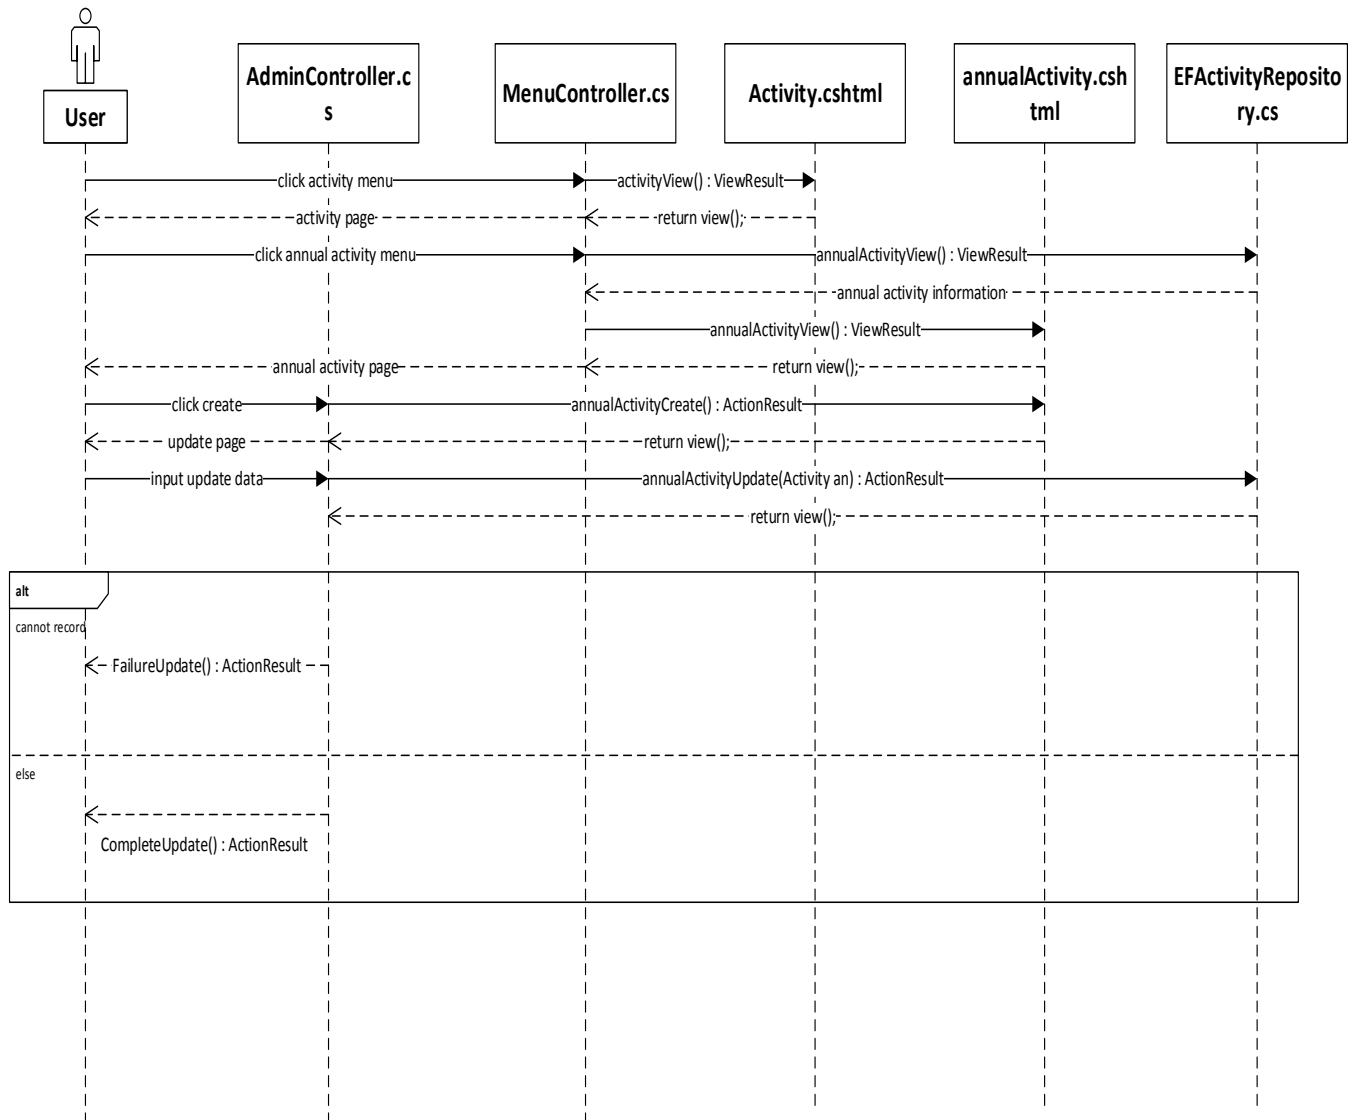 User
AdminController.c
s
MenuController.cs
Activity.cshtml
annualActivity.csh
tml
EFActivityReposito
ry.cs
click activity menu
activityView() : ViewResult
activity page
return view();
click annual activity menu
annualActivityView() : ViewResult
annual activity information
annualActivityView() : ViewResult
annual activity page
return view();
click create
annualActivityCreate() : ActionResult
update page
return view();
input update data
annualActivityUpdate(Activity an) : ActionResult
return view();
alt
cannot record
FailureUpdate() : ActionResult
else
CompleteUpdate() : ActionResult